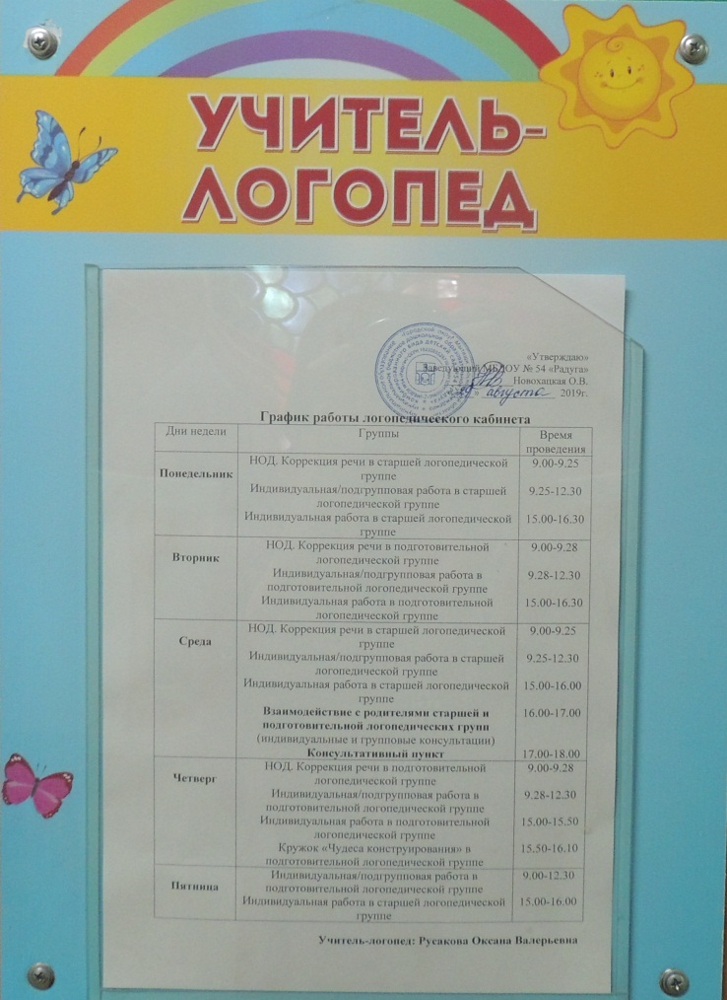 УЧИТЕЛЬ-
ЛОГОПЕД
«Утверждаю»
Заведующий МБДОУ № 54 «Радуга»
Новохацкая О.В.
августа 2019г.
График работы логопедического кабинета
Дни недели Группы Время
проведения
Понедельник НОД. Коррекция речи в старшей логопедической 9.00-9.25
группе
Индивидуальная/подгрупповая работа в старшей 9.25-12.30
логопедической группе
Индивидуальная работа в старшей логопедической 15.00-16.30
группе
Вторник НОД. Коррекция речи в подготовительной 9.00-9.28
логопедической группе
Индивидуальная/подгрупповая работа в 9.28-12.30
подготовительной логопедической группе
Индивидуальная работа в подготовительной 15.00-16.30
логопедической группе
Среда НОД. Коррекция речи в старшей логопедической 9.00-9.25
группе
Индивидуальная/подгрупповая работа в старшей 9.25-12.30
логопедической группе
Индивидуальная работа в старшей логопедической 15.00-16.00
группе
Взаимодействие с родителями старшей и 16.00-17.00
подготовительной логопедических групп
(индивидуальные и групповые консультации)
Консультативный пункт 17.00-18.00
Четверг НОД. Коррекция речи в подготовительной 9.00-9.28
логопедической группе
Индивидуальная/подгрупповая работа в 9.28-12.30
подготовительной логопедической группе
Индивидуальная работа в подготовительной 15.00-15.50
логопедической группе
Кружок «Чудеса конструирования» в 15.50-16.10
подготовительной логопедической группе
Пятница Индивидуальная/подгрупповая работа в 9.00-12.30
подготовительной логопедической группе
Индивидуальная работа в старшей логопедической 15.00-16.00
группе
Учитель-логопед: Русакова Оксана Валерьевна